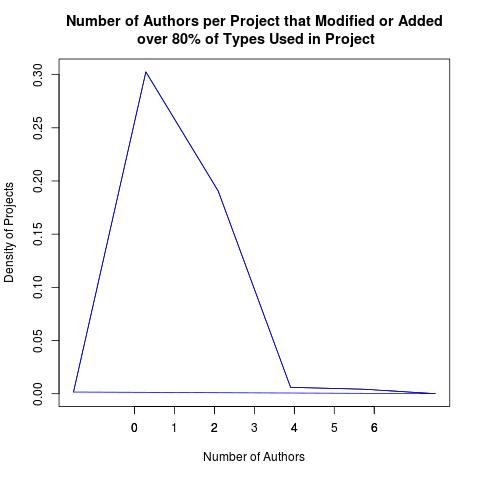 Number of Authors per Project that Modified or Added
over 80% of Types Used in Project
0.30
0.25
0.20
0.15
0.10
0.05
0.00
Density of Projects
0 1 2 3 4 5 6
Number of Authors